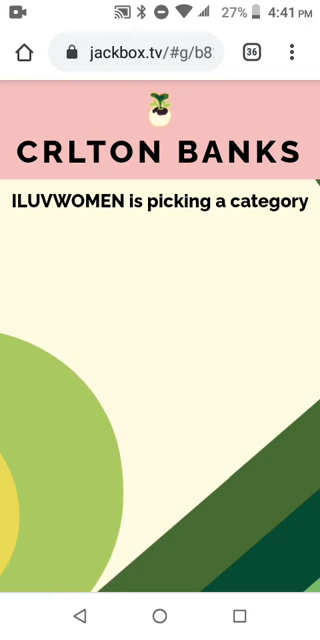 27% 4:41 PM
jackbox.tv/#g/b8
36
CRLTON BANKS
ILUVWOMEN is picking a category